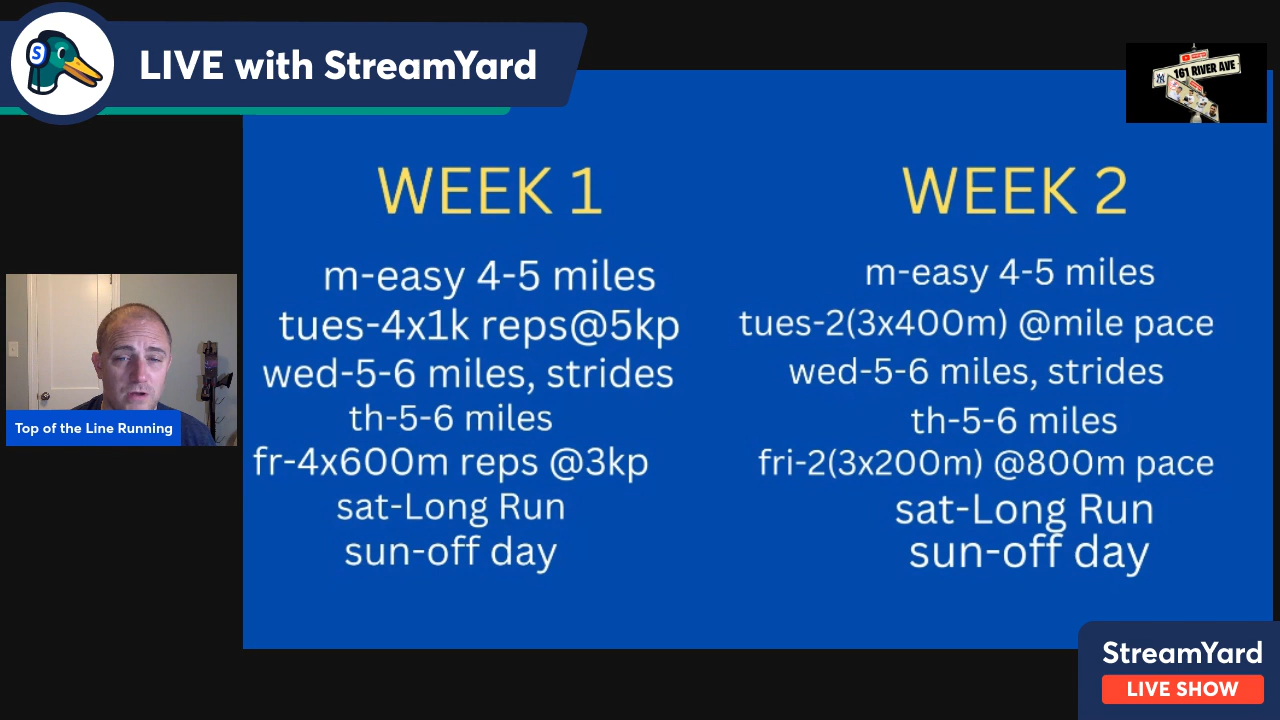 LIVE with StreamYard
S
161 RIVER AVE
WEEK 1
m-easy 4-5 miles
tues-4x1k reps@5kp
wed-5-6 miles, strides
th-5-6 miles
fr-4x600m reps @3kp
sat-Long Run
sun-off day
WEEK 2
m-easy 4-5 miles
tues-2(3x400m) @mile pace
wed-5-6 miles, strides
th-5-6 miles
fri-2(3x200m) @800m pace
sat-Long Run
sun-off day
Top of the Line Running
StreamYard
LIVE SHOW